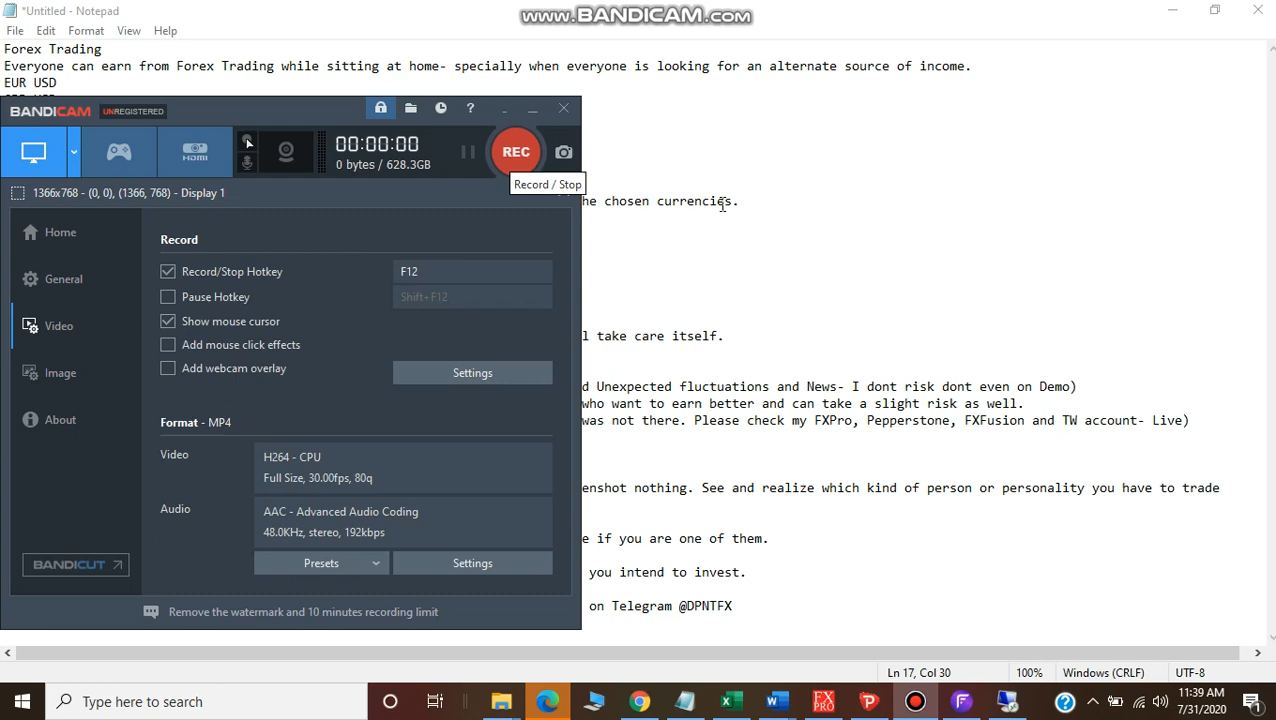 *Untitled - Notepad
www.BANDICAM.com
File Edit Format View Help
Forex Trading
Everyone can earn from Forex Trading while sitting at home- specially when everyone is looking for an alternate source of income.
EUR USD
BANDICAM UNREGISTERED
?
HDMI
00:00:00
0 bytes / 628.3GB
REC
Record / Stop
1366x768 - (0, 0), (1366, 768) - Display 1
he chosen currencies.
Home
General
Video
Image
About
BANDICUT
Record
Record/Stop Hotkey F12
Pause Hotkey Shift+F12
Show mouse cursor
Add mouse click effects
Add webcam overlay
Settings
Format - MP4
Video
H264 - CPU
Full Size, 30.00fps, 80q
Audio
AAC - Advanced Audio Coding
48.0KHz, stereo, 192kbps
Presets Settings
Remove the watermark and 10 minutes recording limit
l take care itself.
d Unexpected fluctuations and News- I dont risk dont even on Demo)
who want to earn better and can take a slight risk as well.
was not there. Please check my FXPro, Pepperstone, FXFusion and TW account- Live)
enshot nothing. See and realize which kind of person or personality you have to trade
e if you are one of them.
you intend to invest.
on Telegram @DPNTFX
Ln 17, Col 30 100% Windows (CRLF) UTF-8
Type here to search
FX PRO
11:39 AM
7/31/2020
1